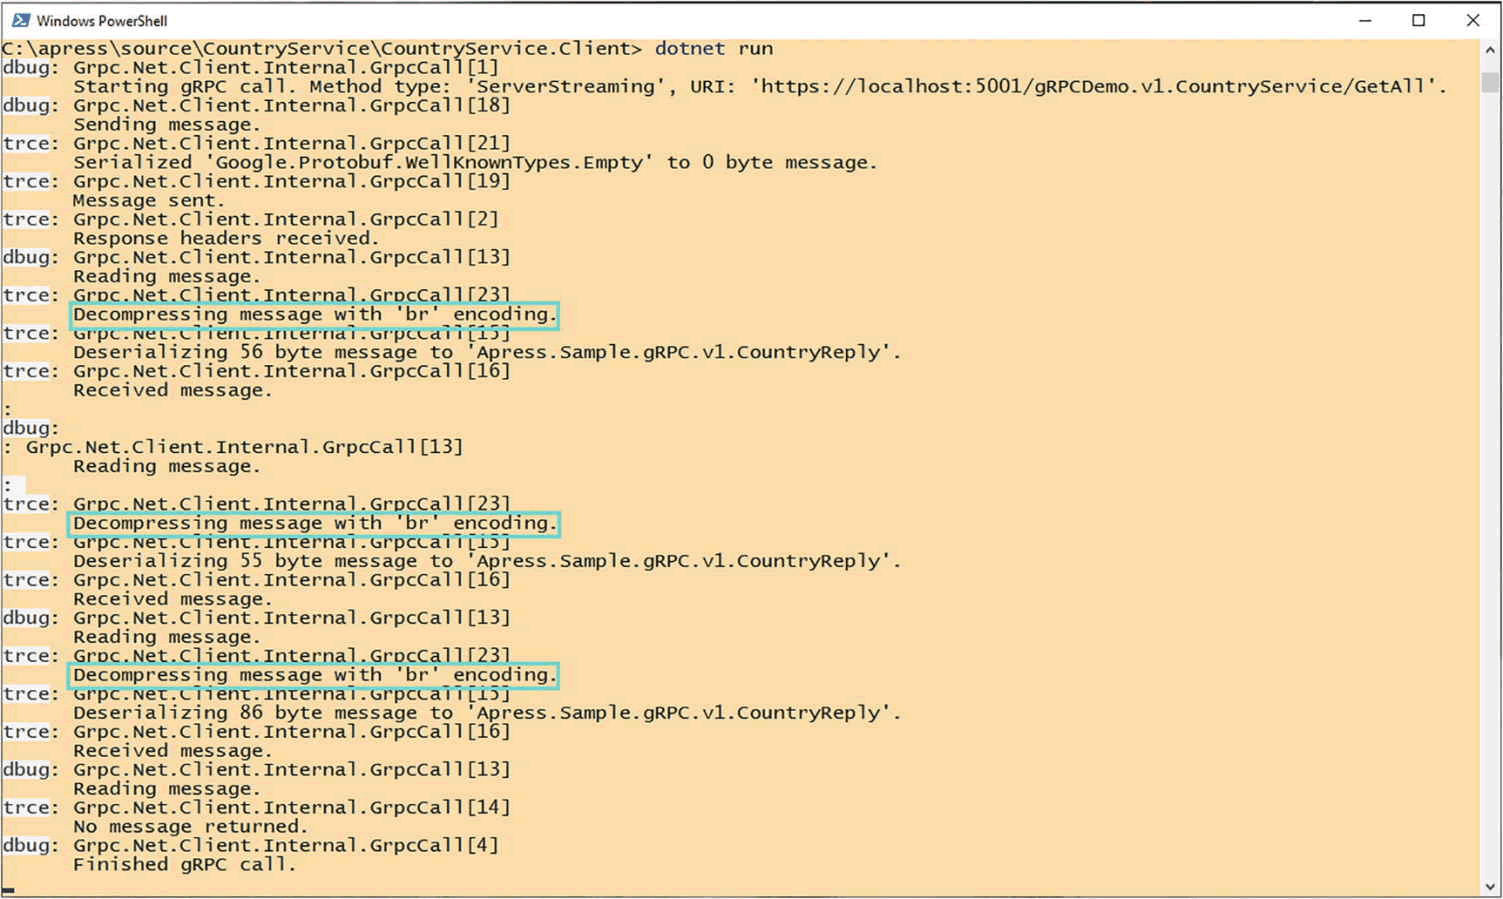 Windows PowerShell
C:\apress\source\CountryService\CountryService.Client> dotnet run
dbug: Grpc.Net.Client.Internal.GrpcCall[1]
Starting gRPC call. Method type: 'ServerStreaming', URI: 'https://localhost:5001/gRPCDemo.v1.CountryService/GetAll'.
dbug: Grpc.Net.Client.Internal.GrpcCall[18]
Sending message.
trce: Grpc.Net.Client.Internal.GrpcCall[21]
Serialized 'Google.Protobuf.WellKnownTypes.Empty' to 0 byte message.
trce: Grpc.Net.Client.Internal.GrpcCall[19]
Message sent.
trce: Grpc.Net.Client.Internal.GrpcCall[2]
Response headers received.
dbug: Grpc.Net.Client.Internal.GrpcCall[13]
Reading message.
trce: Grpc.Net.Client.Internal.GrpcCall[23]
Decompressing message with 'br' encoding.
trce: Grpc.Net.Client.Internal.GrpcCall[15]
Deserializing 56 byte message to 'Apress.Sample.gRPC.v1.CountryReply'.
trce: Grpc.Net.Client.Internal.GrpcCall[16]
Received message.
:
dbug:
: Grpc.Net.Client.Internal.GrpcCall[13]
Reading message.
:
trce: Grpc.Net.Client.Internal.GrpcCall[23]
Decompressing message with 'br' encoding.
trce: Grpc.Net.Client.Internal.GrpcCall[15]
Deserializing 55 byte message to 'Apress.Sample.gRPC.v1.CountryReply'.
trce: Grpc.Net.Client.Internal.GrpcCall[16]
Received message.
dbug: Grpc.Net.Client.Internal.GrpcCall[13]
Reading message.
trce: Grpc.Net.Client.Internal.GrpcCall[23]
Decompressing message with 'br' encoding.
trce: Grpc.Net.Client.Internal.GrpcCall[15]
Deserializing 86 byte message to 'Apress.Sample.gRPC.v1.CountryReply'.
trce: Grpc.Net.Client.Internal.GrpcCall[16]
Received message.
dbug: Grpc.Net.Client.Internal.GrpcCall[13]
Reading message.
trce: Grpc.Net.Client.Internal.GrpcCall[14]
No message returned.
dbug: Grpc.Net.Client.Internal.GrpcCall[4]
Finished gRPC call.